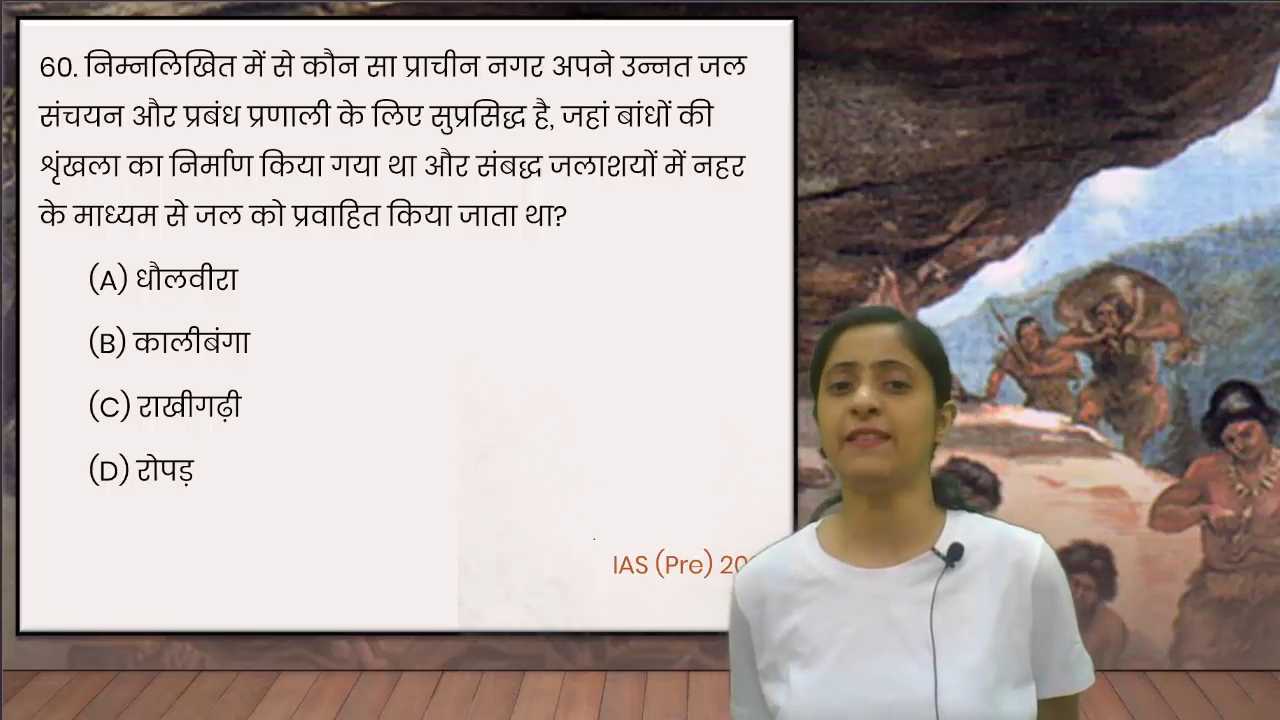 60. निम्नलिखित में से कौन सा प्राचीन नगर अपने उन्नत जल
संचयन और प्रबंध प्रणाली के लिए सुप्रसिद्ध है, जहां बांधों की
श्रृंखला का निर्माण किया गया था और संबद्ध जलाशयों में नहर
के माध्यम से जल को प्रवाहित किया जाता था?
(A) धौलवीरा
(B) कालीबंगा
(C) राखीगढ़ी
(D) रोपड़
IAS (Pre)